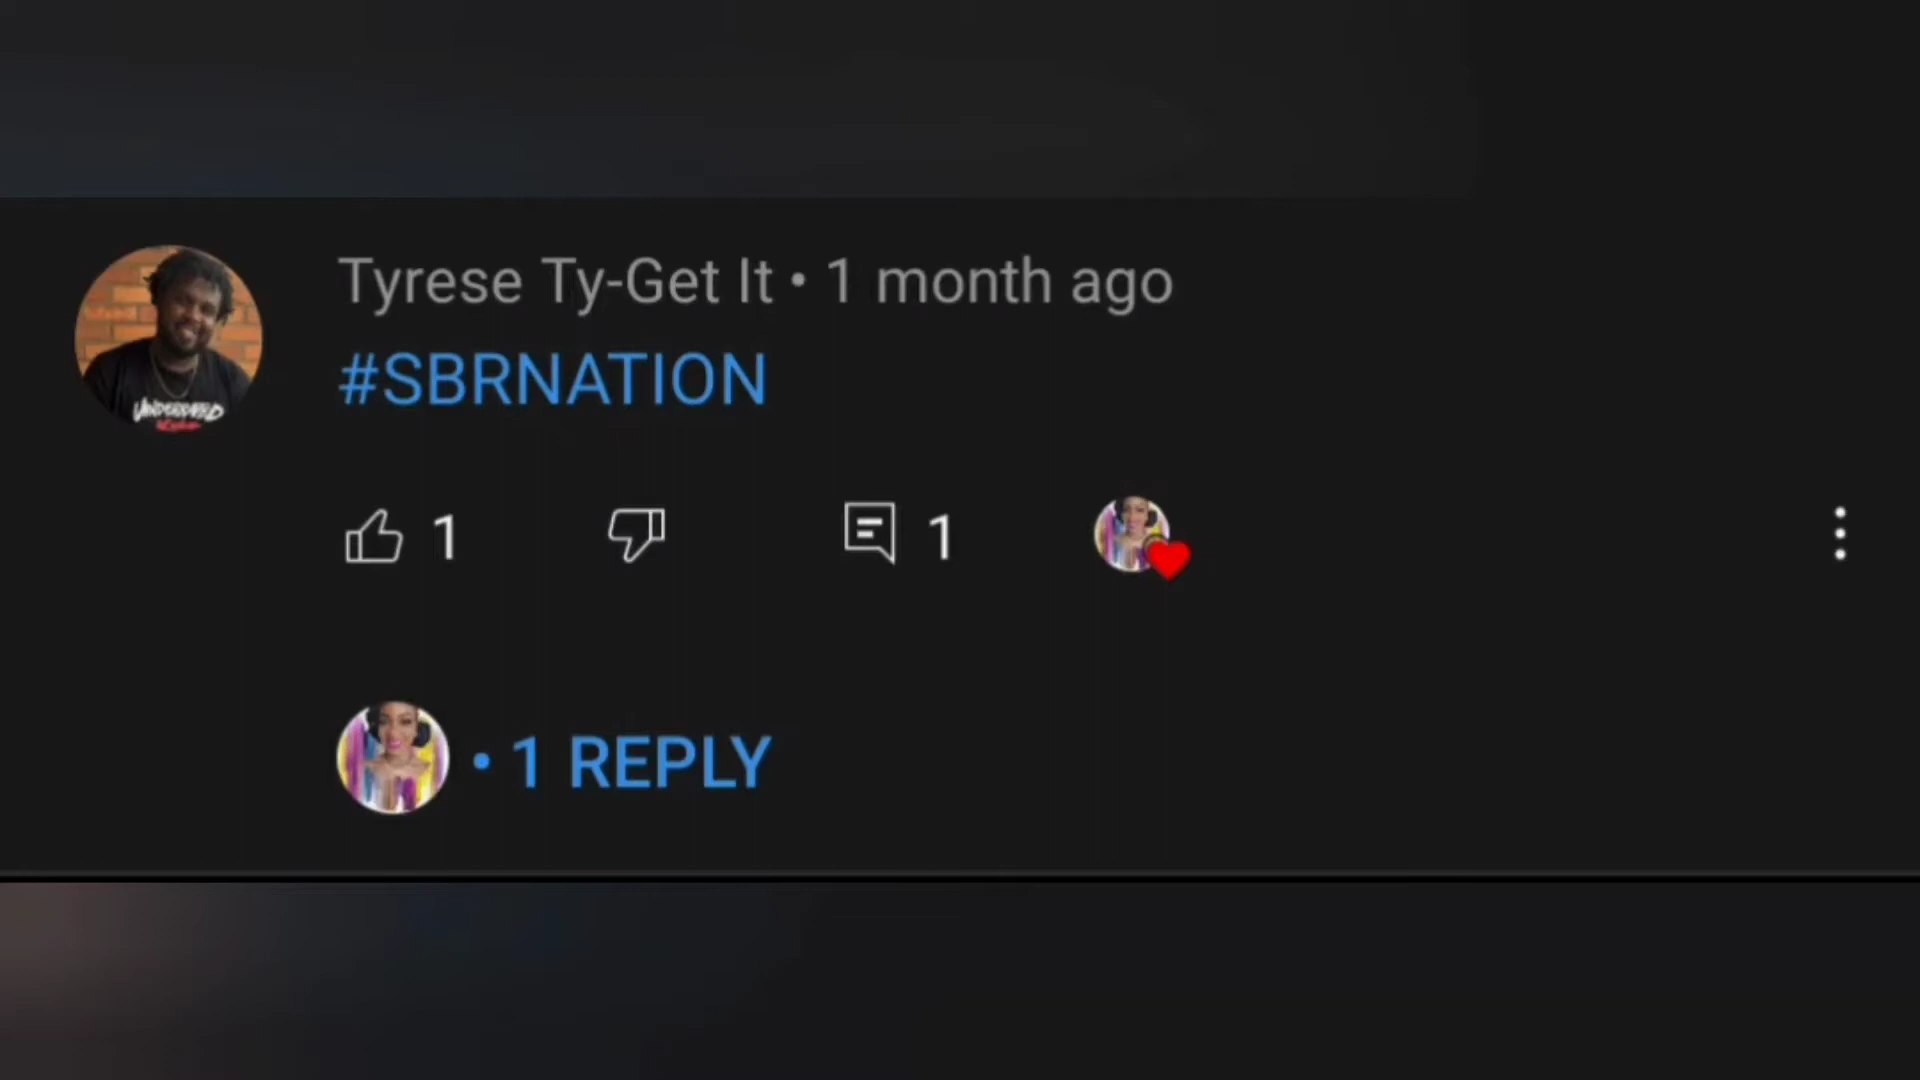 Tyrese Ty-Get It • 1 month ago
#SBRNATION
1
1
• 1 REPLY